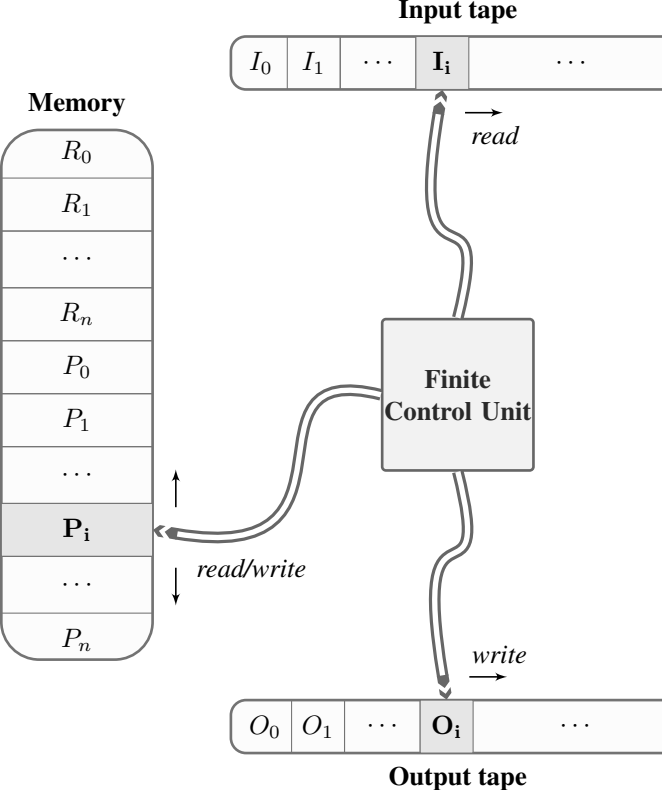 Input tape
I₀ I₁ ⋯ Iᵢ ⋯
read
Memory
R₀
R₁
⋯
Rₙ
P₀
P₁
⋯
Pᵢ
⋯
Pₙ
Finite
Control Unit
read/write
write
O₀ O₁ ⋯ Oᵢ ⋯
Output tape